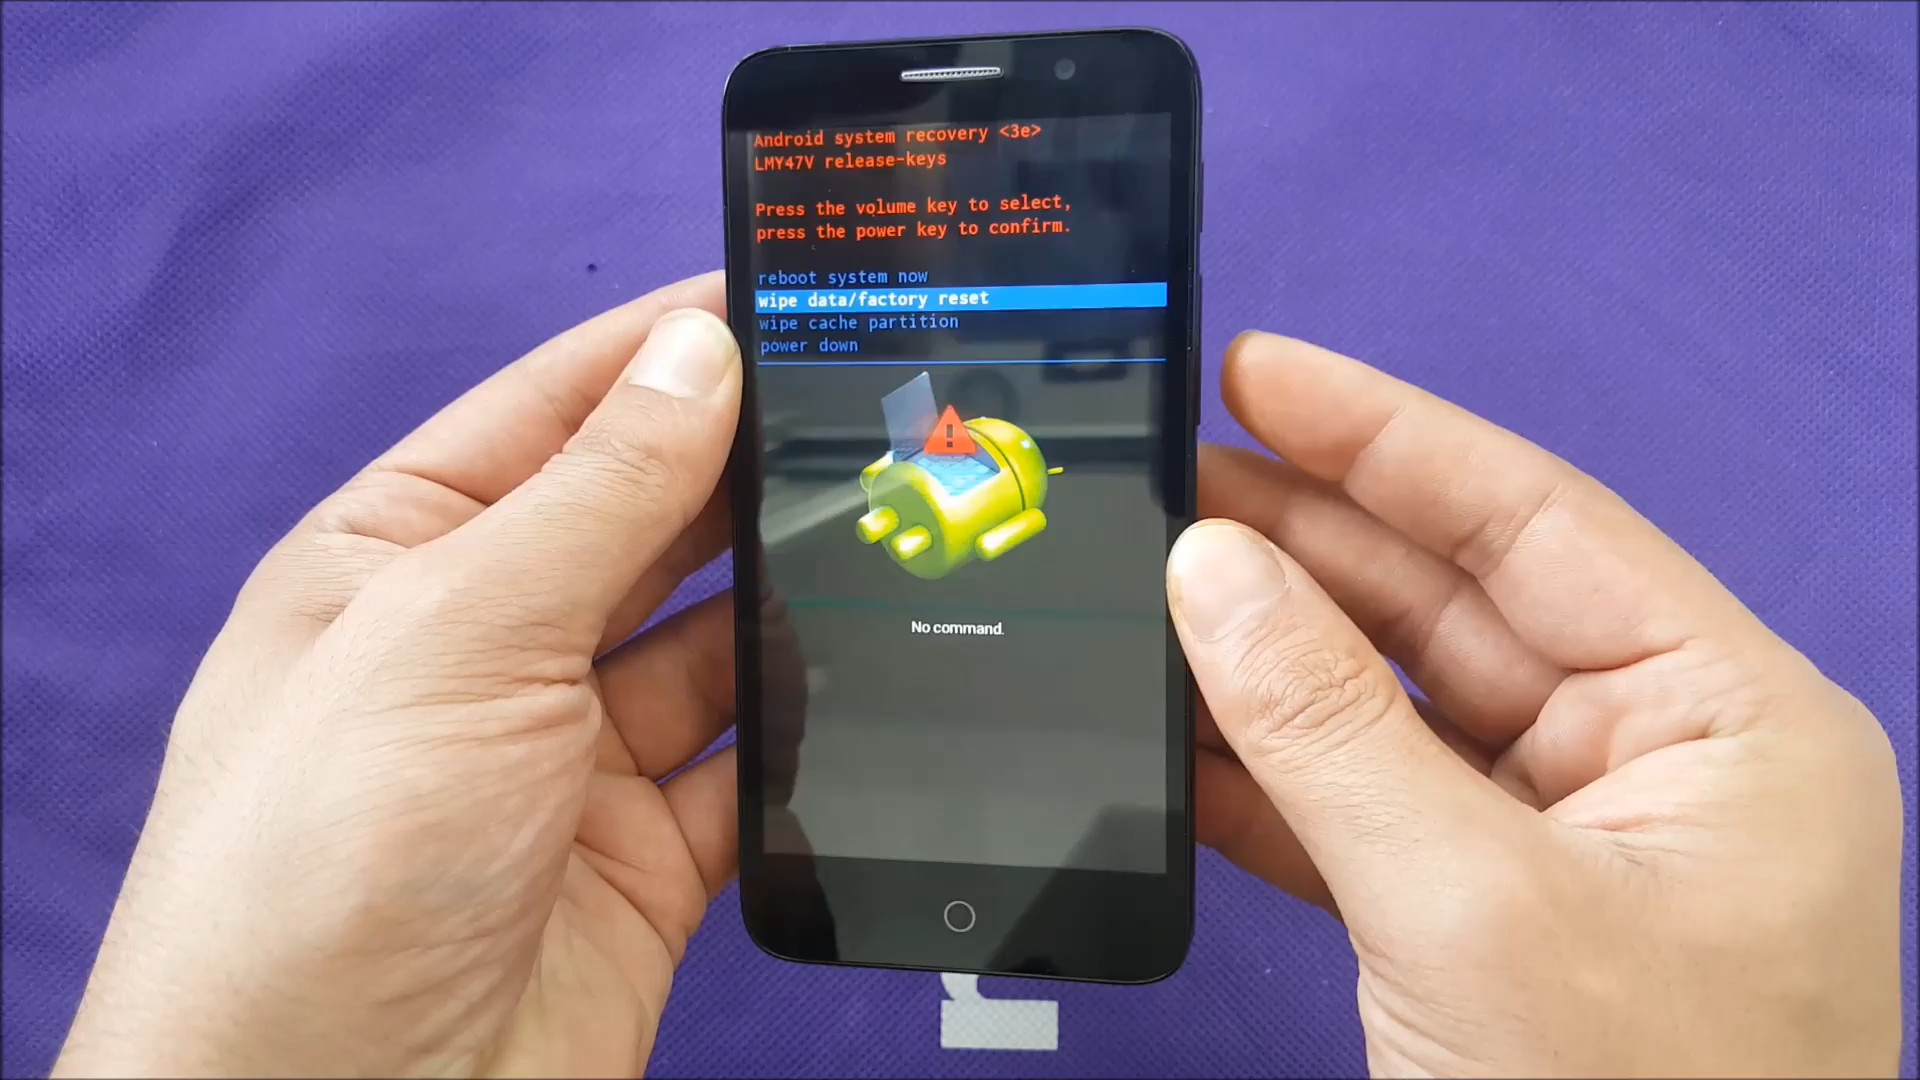 Android system recovery <3e>
LMY47V release-keys
Press the volume key to select,
press the power key to confirm.
reboot system now
wipe data/factory reset
wipe cache partition
power down
No command.